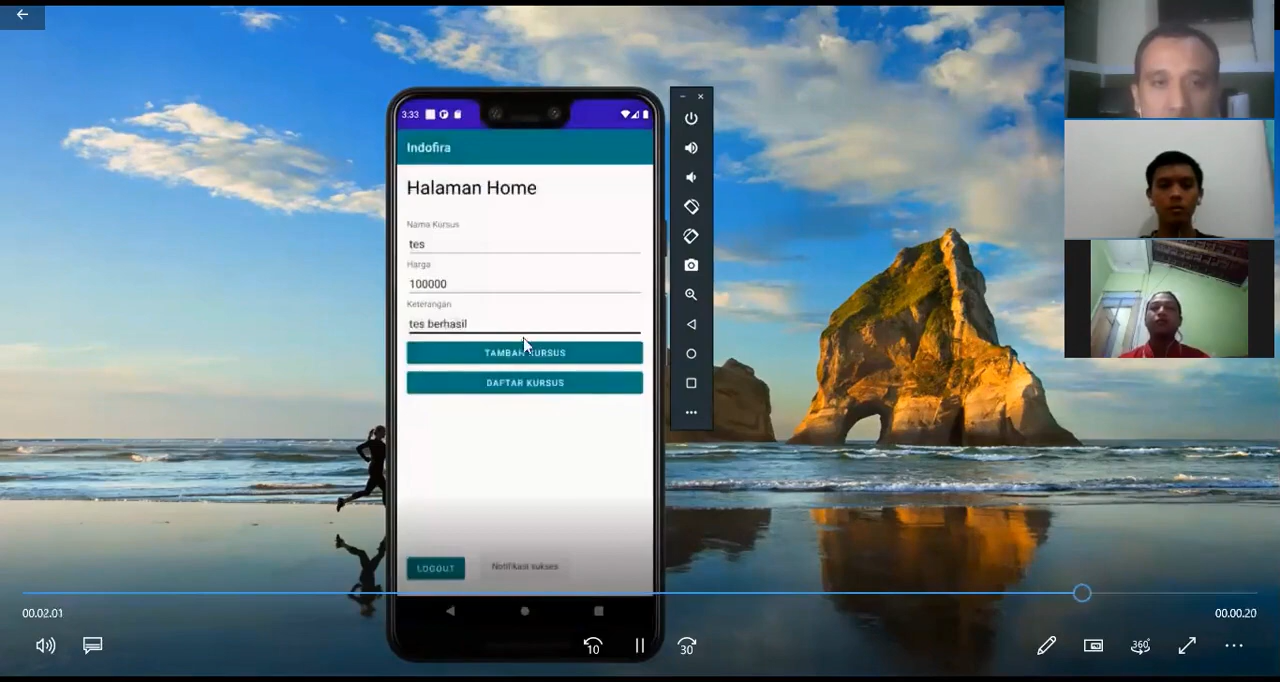 3:33
Indofira
Halaman Home
Nama Kursus
tes
Harga
100000
Keterangan
tes berhasil
TAMBAH KURSUS
DAFTAR KURSUS
LOGOUT
Notifikasi sukses
00.02.01
00.00.20
10
30
360